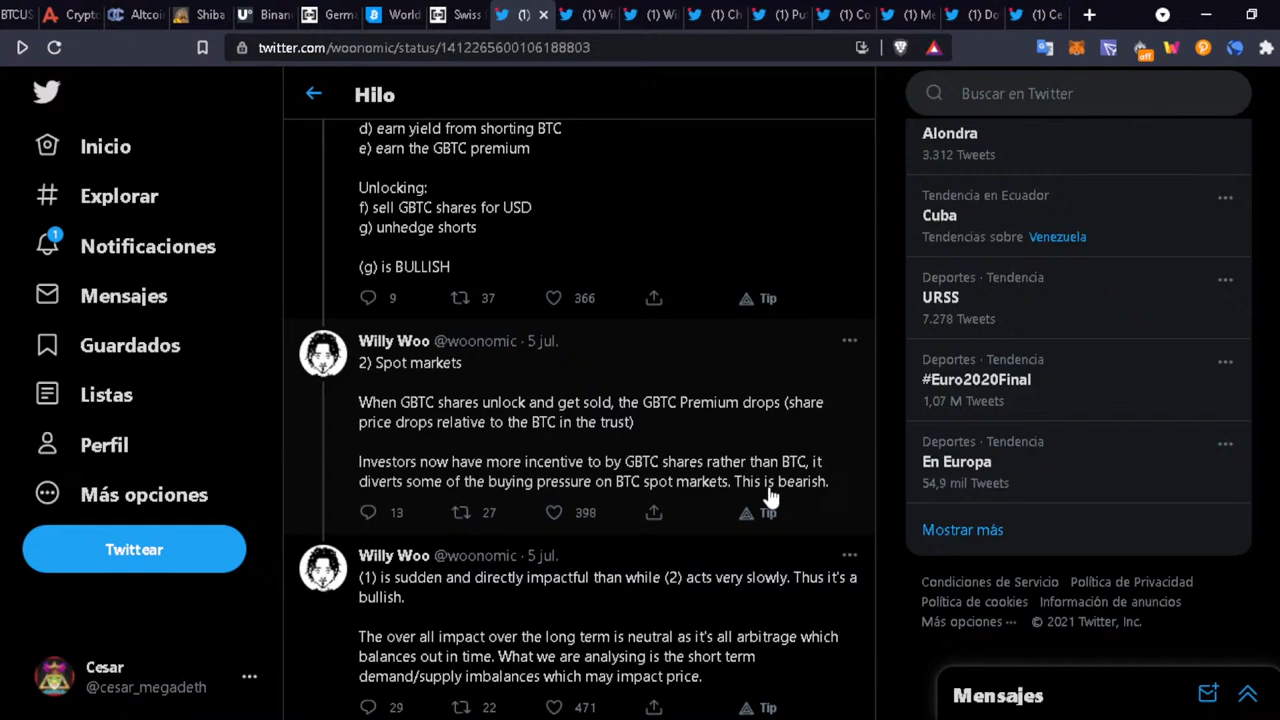 BTCUS
Crypto
Altcoi
Shiba
Binan
Germa
World
Swiss
(1)
(1) Wi
(1) Wi
(1) Ch
(1) Pu
(1) Co
(1) Me
(1) Do
(1) Ce
twitter.com/woonomic/status/1412265600106188803
off
Inicio
Explorar
1
Notificaciones
Mensajes
Guardados
Listas
Perfil
Más opciones
Twittear
Cesar
@cesar_megadeth
Hilo
d) earn yield from shorting BTC
e) earn the GBTC premium
Unlocking:
f) sell GBTC shares for USD
g) unhedge shorts
(g) is BULLISH
9 37 366 Tip
Willy Woo @woonomic · 5 jul.
2) Spot markets
When GBTC shares unlock and get sold, the GBTC Premium drops (share
price drops relative to the BTC in the trust)
Investors now have more incentive to by GBTC shares rather than BTC, it
diverts some of the buying pressure on BTC spot markets. This is bearish.
13 27 398 Tip
Willy Woo @woonomic · 5 jul.
(1) is sudden and directly impactful than while (2) acts very slowly. Thus it's a
bullish.
The over all impact over the long term is neutral as it's all arbitrage which
balances out in time. What we are analysing is the short term
demand/supply imbalances which may impact price.
29 22 471 Tip
Buscar en Twitter
Alondra
3.312 Tweets
Tendencia en Ecuador
Cuba
Tendencias sobre Venezuela
Deportes · Tendencia
URSS
7.278 Tweets
Deportes · Tendencia
#Euro2020Final
1,07 M Tweets
Deportes · Tendencia
En Europa
54,9 mil Tweets
Mostrar más
Condiciones de Servicio Política de Privacidad
Política de cookies Información de anuncios
Más opciones ··· © 2021 Twitter, Inc.
Mensajes